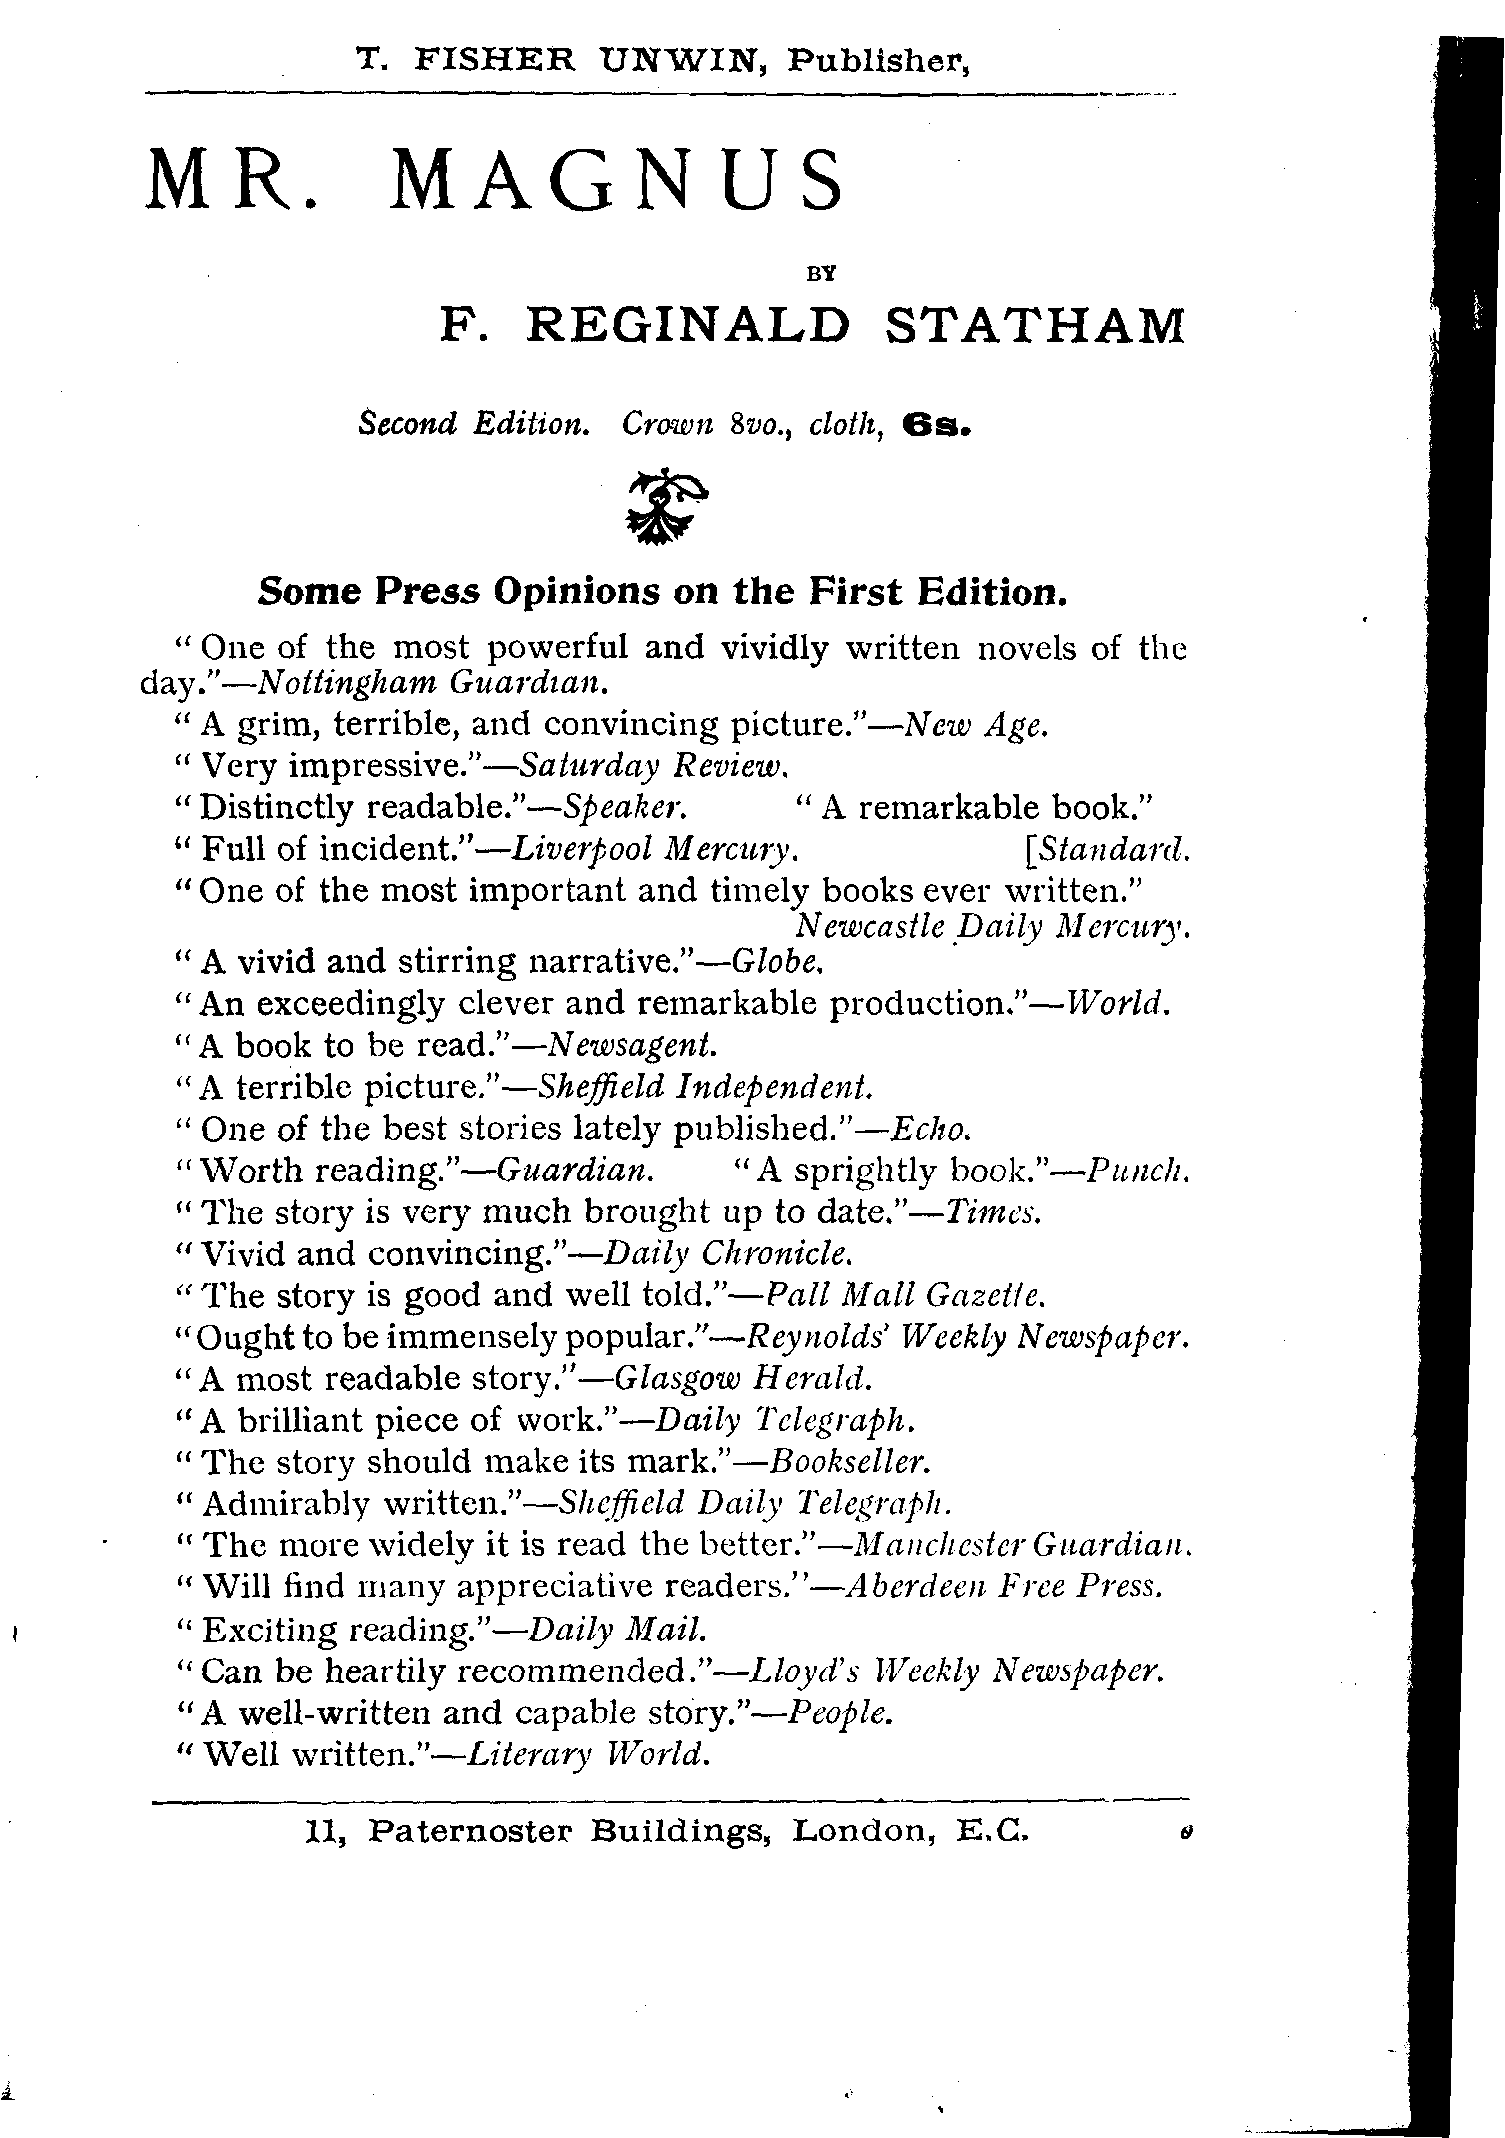 T. FISHER UNWIN, Publisher,
MR. MAGNUS
BY
F. REGINALD STATHAM
Second Edition. Crown 8vo., cloth, 6s.
Some Press Opinions on the First Edition.
"One of the most powerful and vividly written novels of the
day."—Nottingham Guardian.
"A grim, terrible, and convincing picture."—New Age.
"Very impressive."—Saturday Review.
"Distinctly readable."—Speaker. "A remarkable book."
"Full of incident."—Liverpool Mercury. [Standard.
"One of the most important and timely books ever written."
Newcastle Daily Mercury.
"A vivid and stirring narrative."—Globe.
"An exceedingly clever and remarkable production."—World.
"A book to be read."—Newsagent.
"A terrible picture."—Sheffield Independent.
"One of the best stories lately published."—Echo.
"Worth reading."—Guardian. "A sprightly book."—Punch.
"The story is very much brought up to date."—Times.
"Vivid and convincing."—Daily Chronicle.
"The story is good and well told."—Pall Mall Gazette.
"Ought to be immensely popular."—Reynolds' Weekly Newspaper.
"A most readable story."—Glasgow Herald.
"A brilliant piece of work."—Daily Telegraph.
"The story should make its mark."—Bookseller.
"Admirably written."—Sheffield Daily Telegraph.
"The more widely it is read the better."—Manchester Guardian.
"Will find many appreciative readers."—Aberdeen Free Press.
"Exciting reading."—Daily Mail.
"Can be heartily recommended."—Lloyd's Weekly Newspaper.
"A well-written and capable story."—People.
"Well written."—Literary World.
11, Paternoster Buildings, London, E.C.